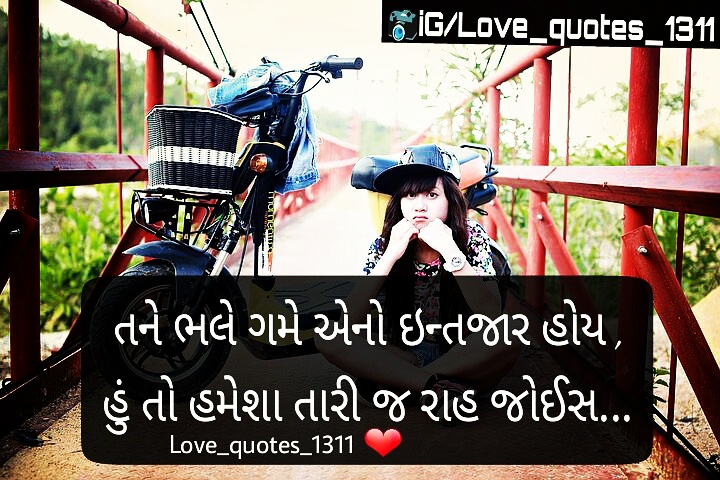 iG/Love_quotes_1311
તને ભલે ગમે એનો ઇન્તજાર હોય ,
હું તો હમેશા તારી જ રાહ જોઈસ...
Love_quotes_1311 ❤